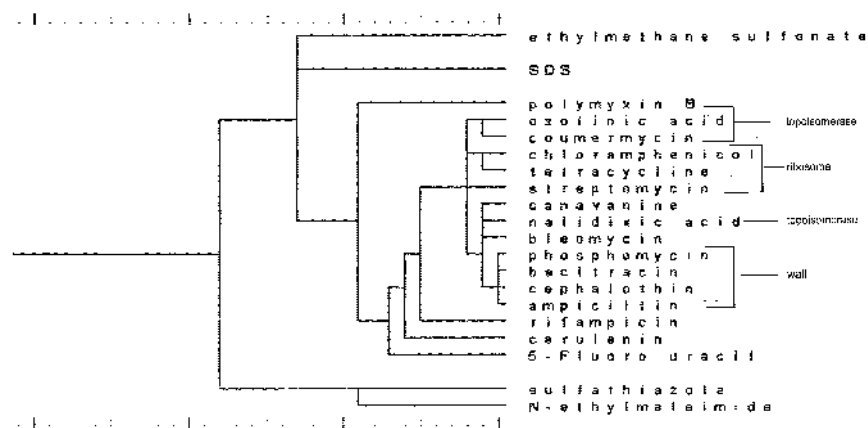 ethylmethane sulfonate
SDS
polymyxin B
oxolinic acid
coumermycin
topoisomerase
chloramphenicol
tetracycline
ribosome
streptomycin
canavanine
nalidixic acid
topoisomerase
bleomycin
phosphomycin
bacitracin
wall
cephalothin
ampicillin
rifampicin
cerulenin
5-Fluoro uracil
sulfathiazole
N-ethylmaleimide